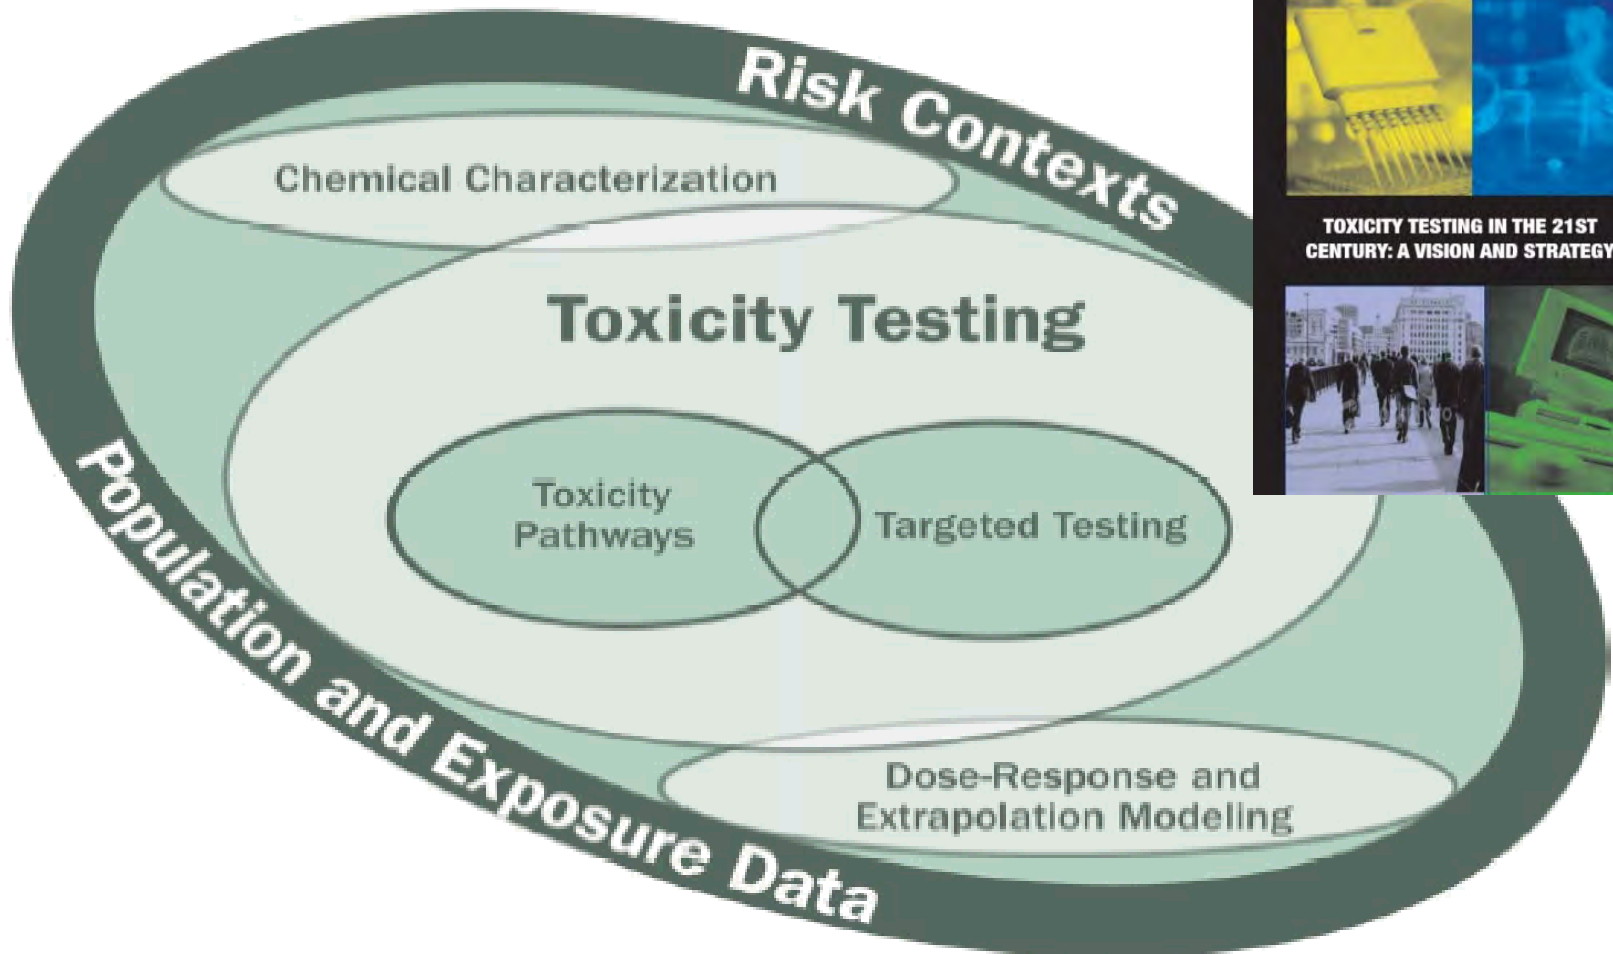 Risk Contexts
Chemical Characterization
TOXICITY TESTING IN THE 21ST
CENTURY: A VISION AND STRATEGY
Toxicity Testing
Toxicity
Pathways
Targeted Testing
Population and Exposure Data
Dose-Response and
Extrapolation Modeling